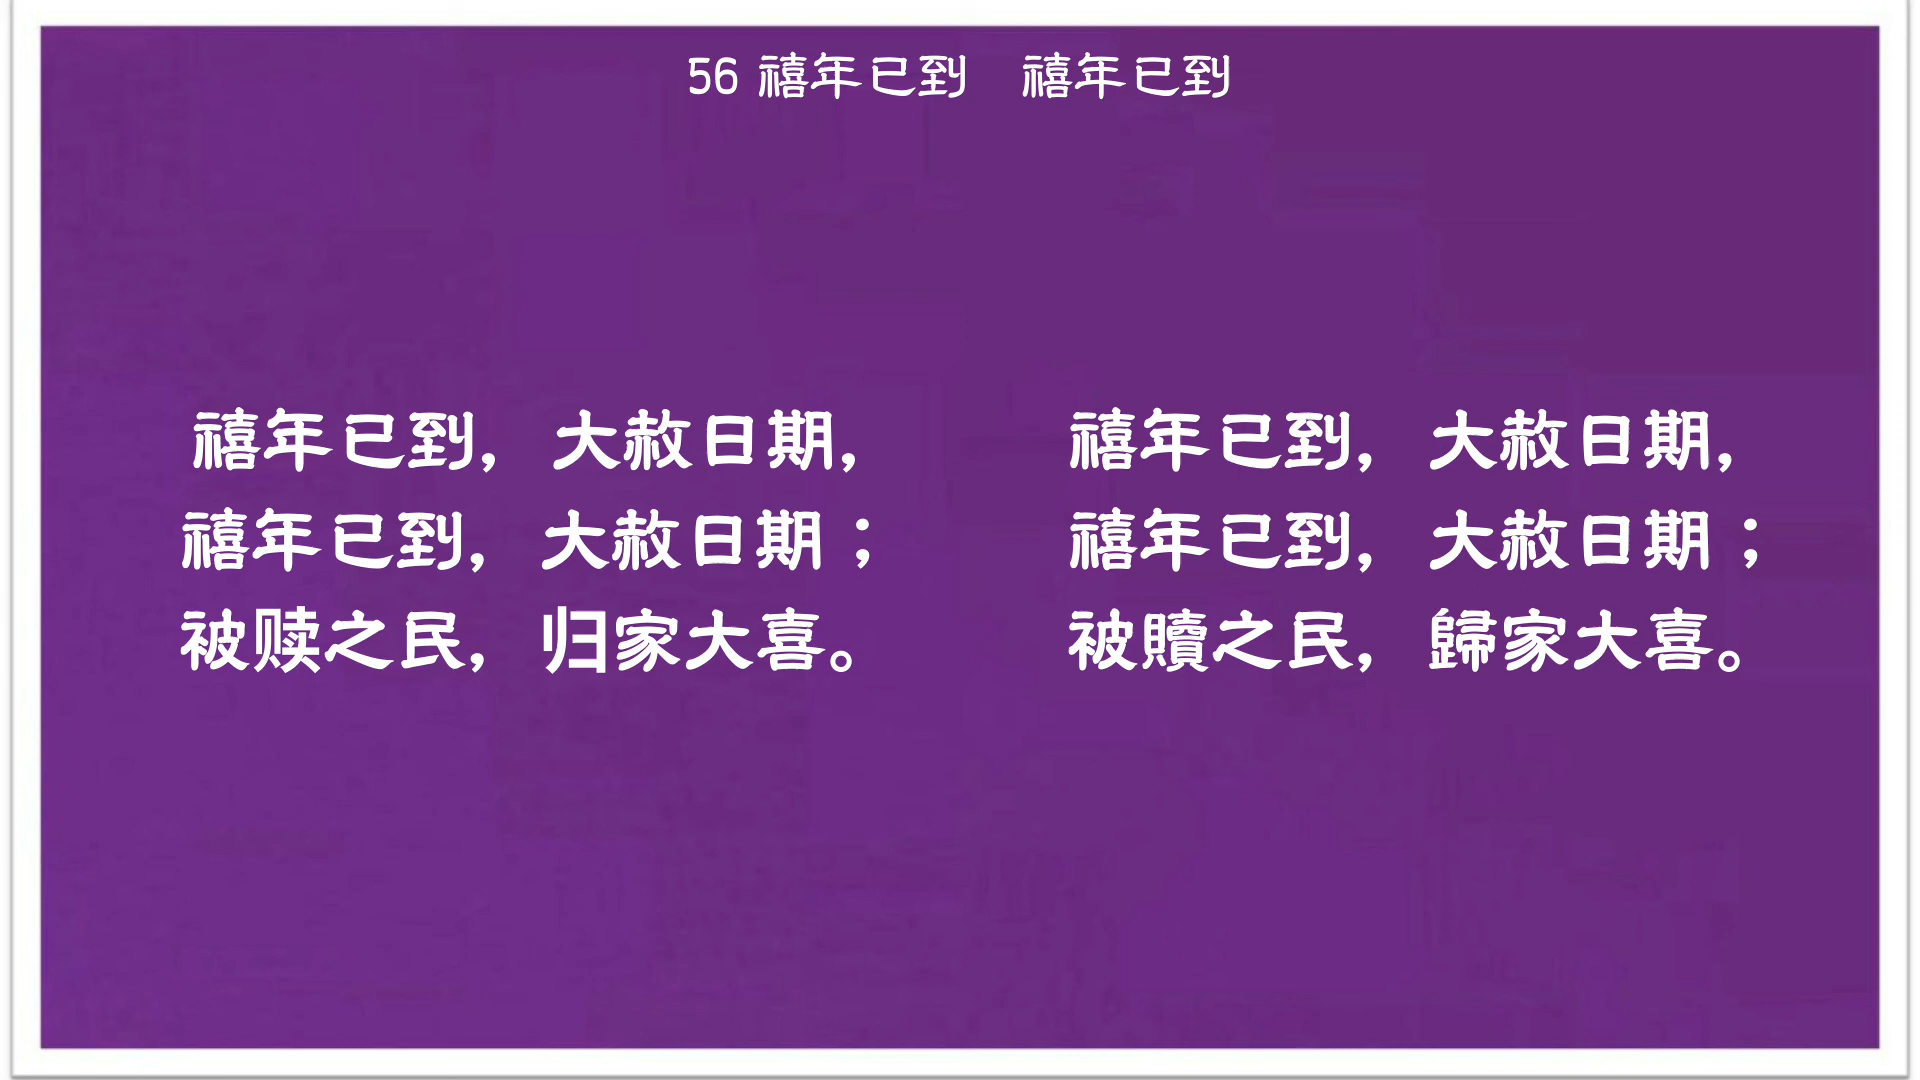 56 禧年已到　禧年已到
禧年已到， 大赦日期，
禧年已到， 大赦日期；
被赎之民， 归家大喜。
禧年已到， 大赦日期，
禧年已到， 大赦日期；
被贖之民， 歸家大喜。